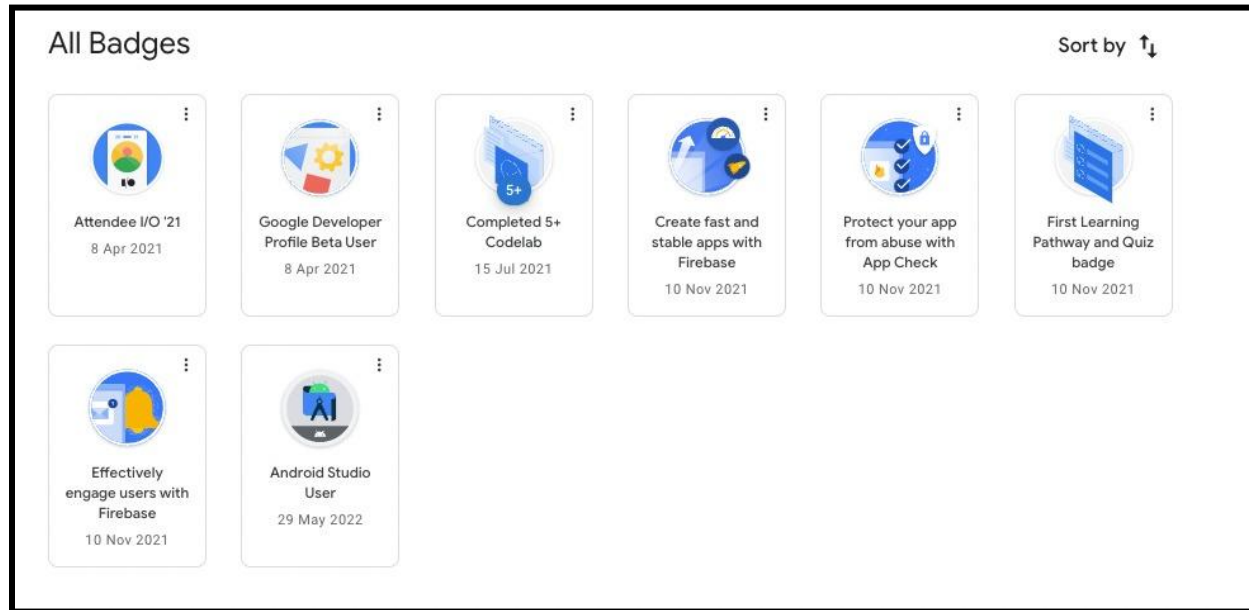 All Badges
Sort by
Attendee I/O '21
8 Apr 2021
Google Developer
Profile Beta User
8 Apr 2021
5+
Completed 5+
Codelab
15 Jul 2021
Create fast and
stable apps with
Firebase
10 Nov 2021
Protect your app
from abuse with
App Check
10 Nov 2021
First Learning
Pathway and Quiz
badge
10 Nov 2021
1
Effectively
engage users with
Firebase
10 Nov 2021
Android Studio
User
29 May 2022